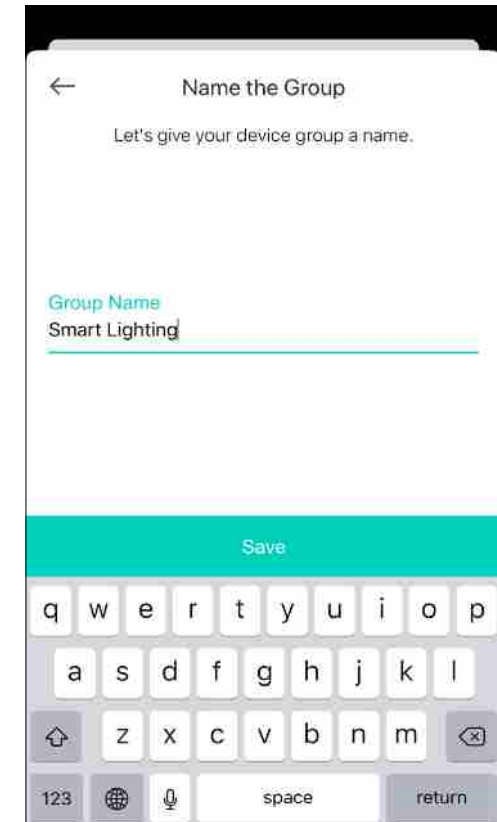 Name the Group
Let's give your device group a name.
Group Name
Smart Lighting
Save
q w e r t y u i o p
a s d f g h j k l
z x c v b n m
123 space return